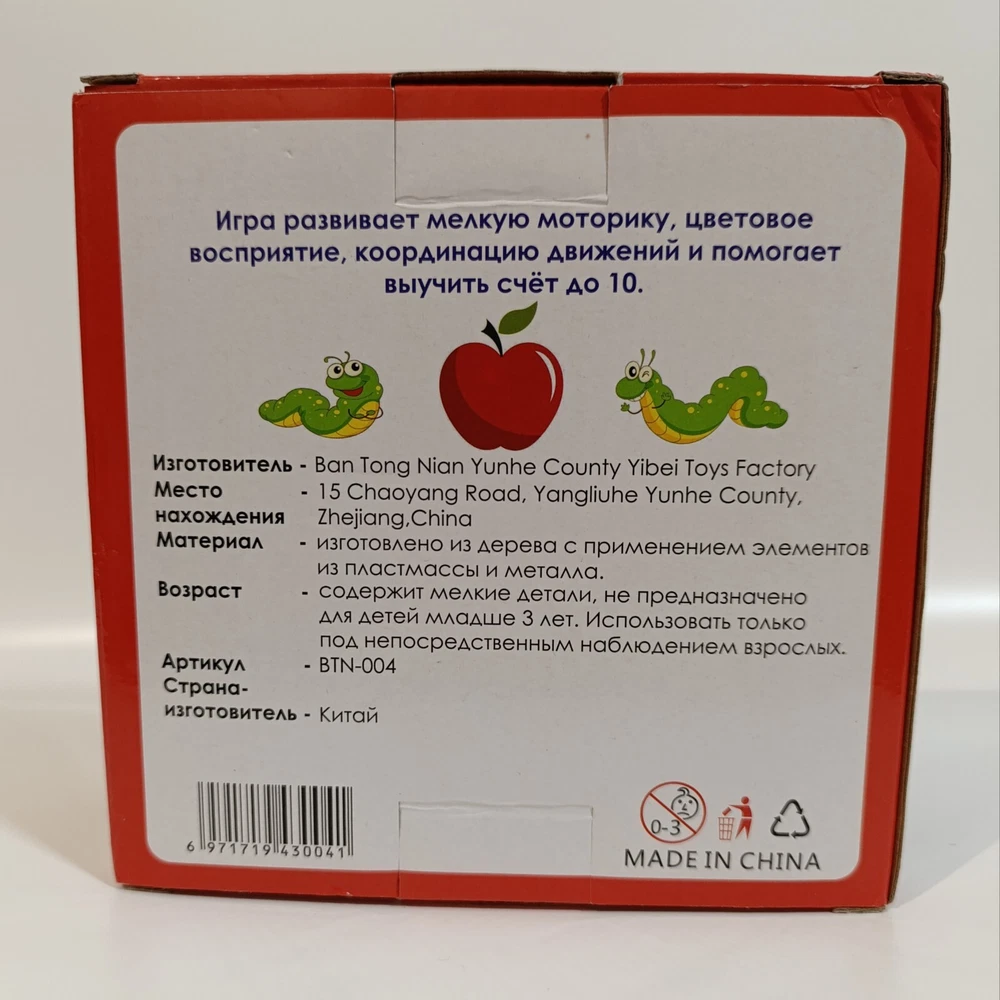 Игра развивает мелкую моторику, цветовое
восприятие, координацию движений и помогает
выучить счёт до 10.
Изготовитель - Ban Tong Nian Yunhe County Yibei Toys Factory
Место - 15 Chaoyang Road, Yangliuhe Yunhe County,
нахождения Zhejiang,China
Материал - изготовлено из дерева с применением элементов
из пластмассы и металла.
Возраст - содержит мелкие детали, не предназначено
для детей младше 3 лет. Использовать только
под непосредственным наблюдением взрослых.
Артикул - BTN-004
Страна-
изготовитель - Китай
6 971719 430041
0-3
MADE IN CHINA